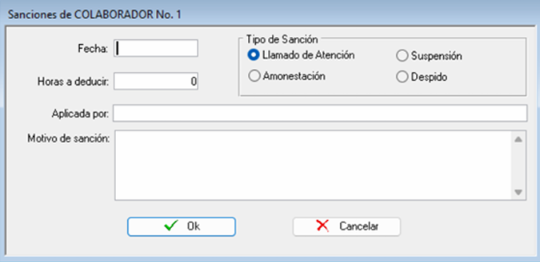 Sanciones de COLABORADOR No. 1
Fecha:
Tipo de Sanción
Llamado de Atención
Suspensión
Amonestación
Despido
Horas a deducir:
0
Aplicada por:
Motivo de sanción:
Ok
Cancelar